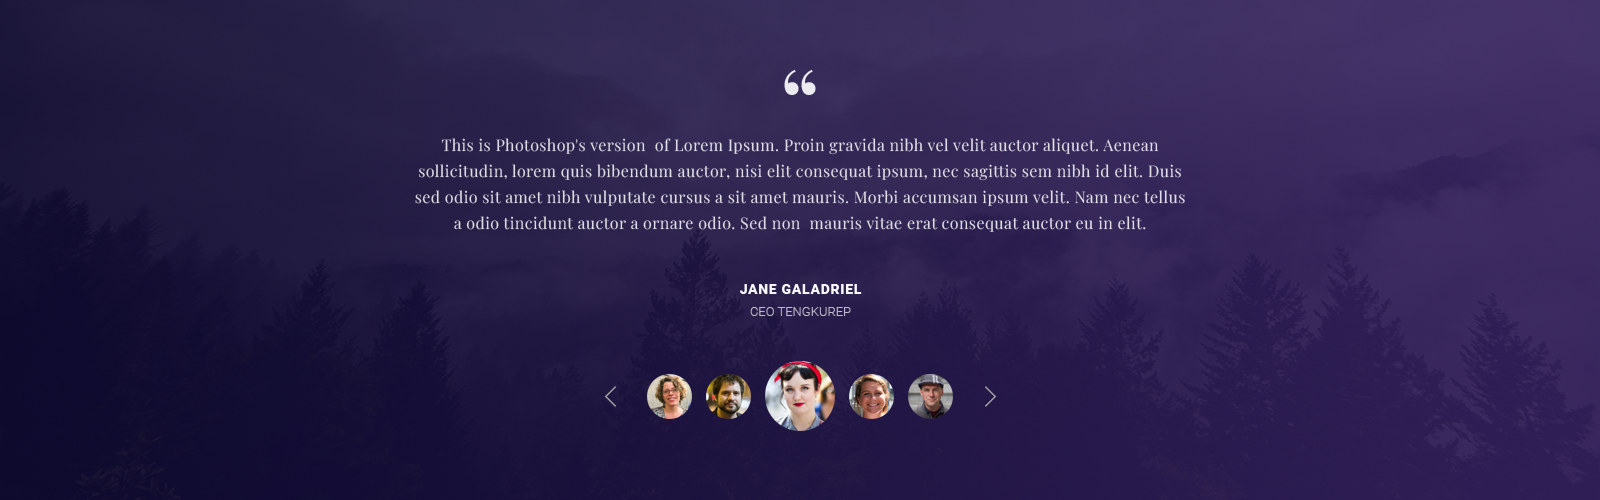 “
This is Photoshop's version  of Lorem Ipsum. Proin gravida nibh vel velit auctor aliquet. Aenean
sollicitudin, lorem quis bibendum auctor, nisi elit consequat ipsum, nec sagittis sem nibh id elit. Duis
sed odio sit amet nibh vulputate cursus a sit amet mauris. Morbi accumsan ipsum velit. Nam nec tellus
a odio tincidunt auctor a ornare odio. Sed non  mauris vitae erat consequat auctor eu in elit.
JANE GALADRIEL
CEO TENGKUREP